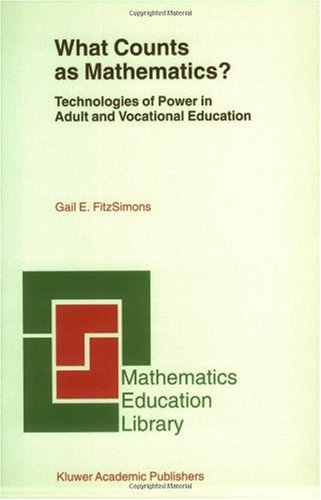 What Counts
as Mathematics?
Technologies of Power in
Adult and Vocational Education
Gail E. FitzSimons
Mathematics
Education
Library
Kluwer Academic Publishers